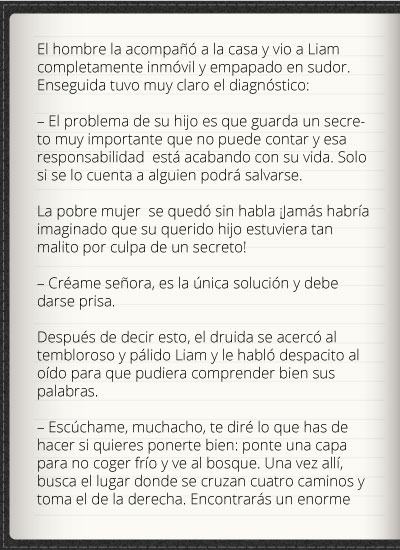 El hombre la acompañó a la casa y vio a Liam
completamente inmóvil y empapado en sudor.
Enseguida tuvo muy claro el diagnóstico:

– El problema de su hijo es que guarda un secre-
to muy importante que no puede contar y esa
responsabilidad  está acabando con su vida. Solo
si se lo cuenta a alguien podrá salvarse.

La pobre mujer  se quedó sin habla ¡Jamás habría
imaginado que su querido hijo estuviera tan
malito por culpa de un secreto!

– Créame señora, es la única solución y debe
darse prisa.

Después de decir esto, el druida se acercó al
tembloroso y pálido Liam y le habló despacito al
oído para que pudiera comprender bien sus
palabras.

– Escúchame, muchacho, te diré lo que has de
hacer si quieres ponerte bien: ponte una capa
para no coger frío y ve al bosque. Una vez allí,
busca el lugar donde se cruzan cuatro caminos y
toma el de la derecha. Encontrarás un enorme